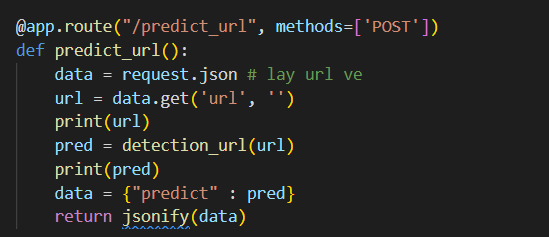 @app.route("/predict_url", methods=['POST'])
def predict_url():
    data = request.json # lay url ve
    url = data.get('url', '')
    print(url)
    pred = detection_url(url)
    print(pred)
    data = {"predict" : pred}
    return jsonify(data)